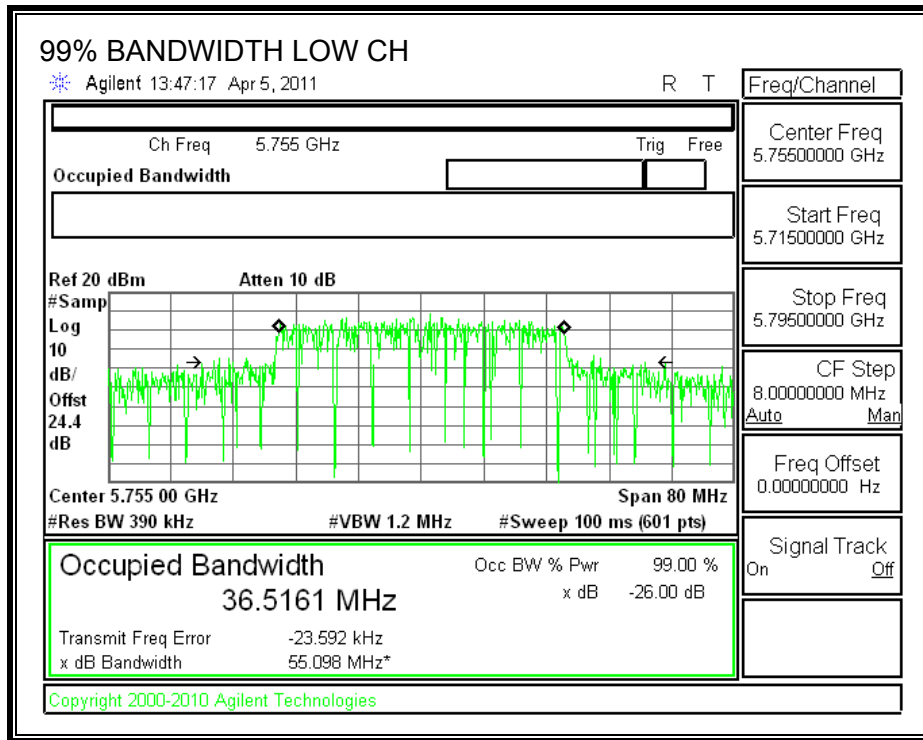 99% BANDWIDTH LOW CH
Agilent 13:47:17 Apr 5, 2011 R T
Ch Freq 5.755 GHz Trig Free
Occupied Bandwidth
Ref 20 dBm Atten 10 dB
#Samp
Log
10
dB/
Offst
24.4
dB
Center 5.755 00 GHz Span 80 MHz
#Res BW 390 kHz #VBW 1.2 MHz #Sweep 100 ms (601 pts)
Occupied Bandwidth
36.5161 MHz
Occ BW % Pwr 99.00 %
x dB -26.00 dB
Transmit Freq Error -23.592 kHz
x dB Bandwidth 55.098 MHz*
Copyright 2000-2010 Agilent Technologies
Freq/Channel
Center Freq
5.75500000 GHz
Start Freq
5.71500000 GHz
Stop Freq
5.79500000 GHz
CF Step
8.00000000 MHz
Auto Man
Freq Offset
0.00000000 Hz
Signal Track
On Off